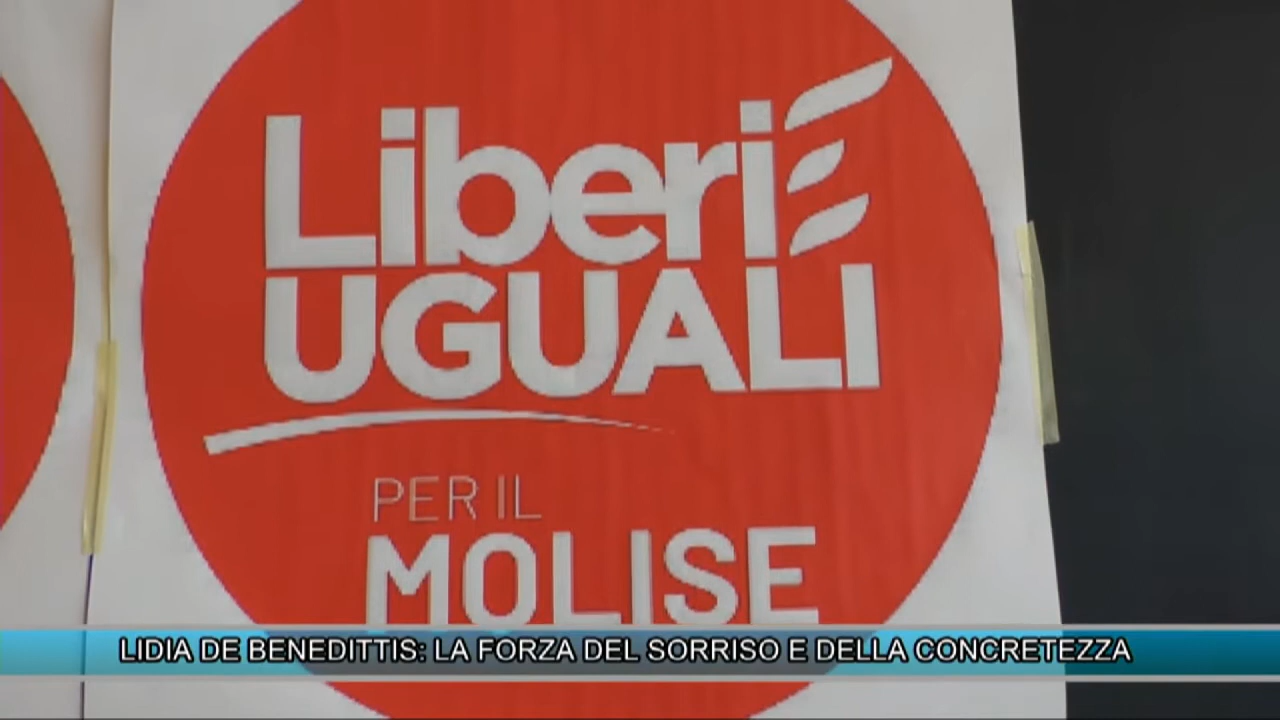 Liberi E
UGUALI
PER IL
MOLISE
LIDIA DE BENEDITTIS: LA FORZA DEL SORRISO E DELLA CONCRETEZZA